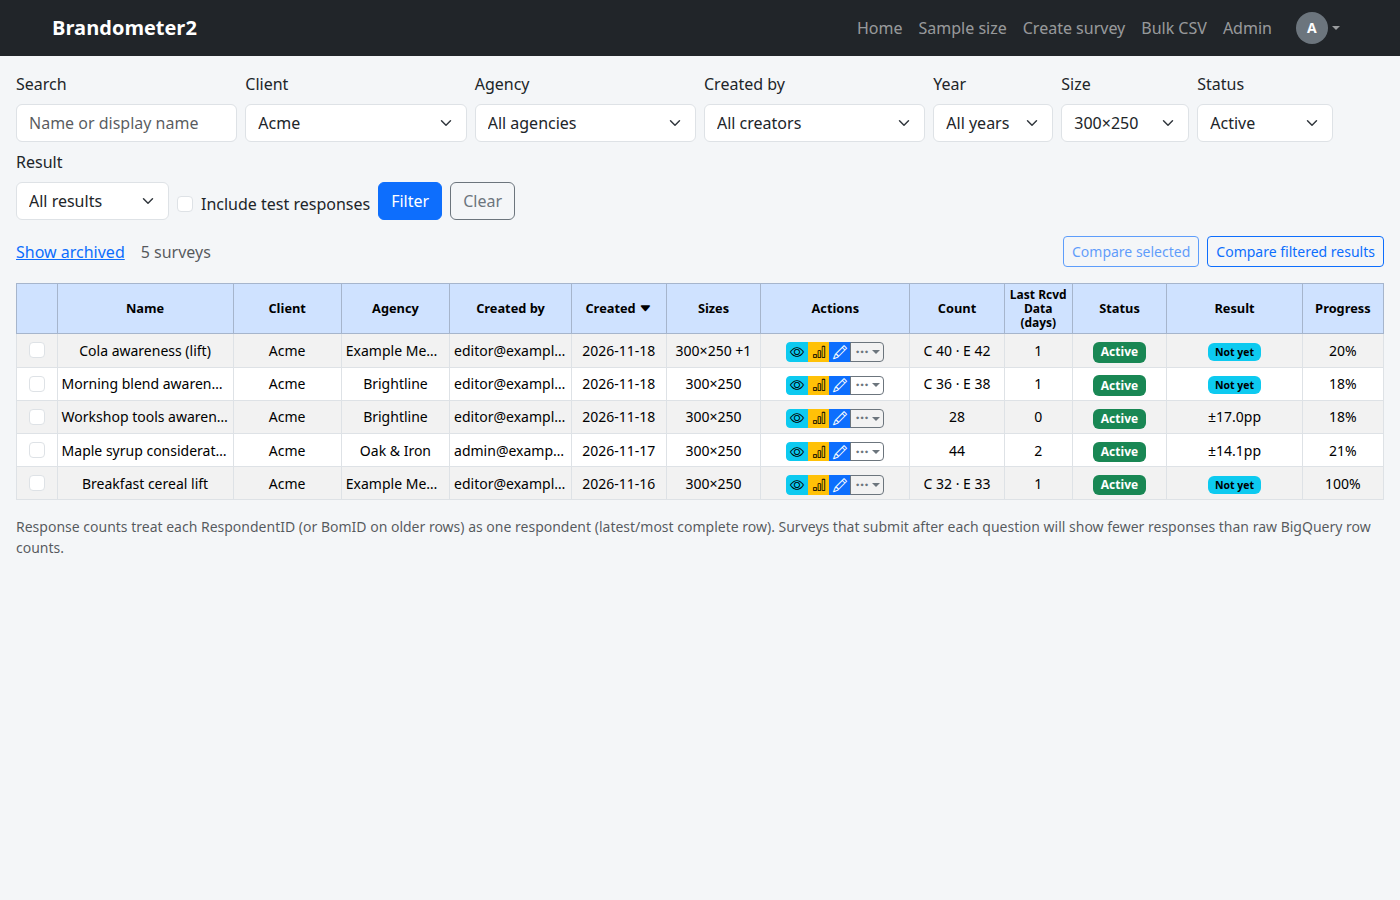 Brandometer2
Home Sample size Create survey Bulk CSV Admin A
Search Client Agency Created by Year Size Status
Name or display name Acme All agencies All creators All years 300×250 Active
Result
All results Include test responses Filter Clear
Show archived 5 surveys Compare selected Compare filtered results
Name Client Agency Created by Created Sizes Actions Count Last Rcvd Data (days) Status Result Progress
Cola awareness (lift) Acme Example Me... editor@exampl... 2026-11-18 300×250 +1 C 40 · E 42 1 Active Not yet 20%
Morning blend awaren... Acme Brightline editor@exampl... 2026-11-18 300×250 C 36 · E 38 1 Active Not yet 18%
Workshop tools awaren... Acme Brightline editor@exampl... 2026-11-18 300×250 28 0 Active ±17.0pp 18%
Maple syrup considerat... Acme Oak & Iron admin@examp... 2026-11-17 300×250 44 2 Active ±14.1pp 21%
Breakfast cereal lift Acme Example Me... editor@exampl... 2026-11-16 300×250 C 32 · E 33 1 Active Not yet 100%
Response counts treat each RespondentID (or BomID on older rows) as one respondent (latest/most complete row). Surveys that submit after each question will show fewer responses than raw BigQuery row
counts.